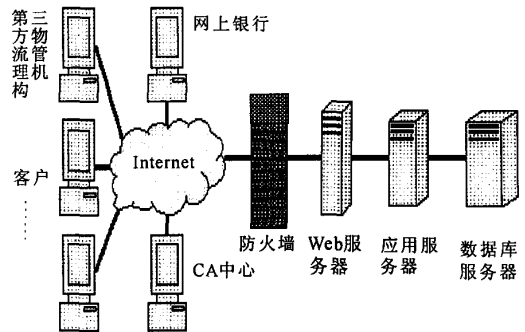 第三方物流管理机构
网上银行
客户
......
Internet
防火墙
Web服务器
应用服务器
数据库服务器
CA中心